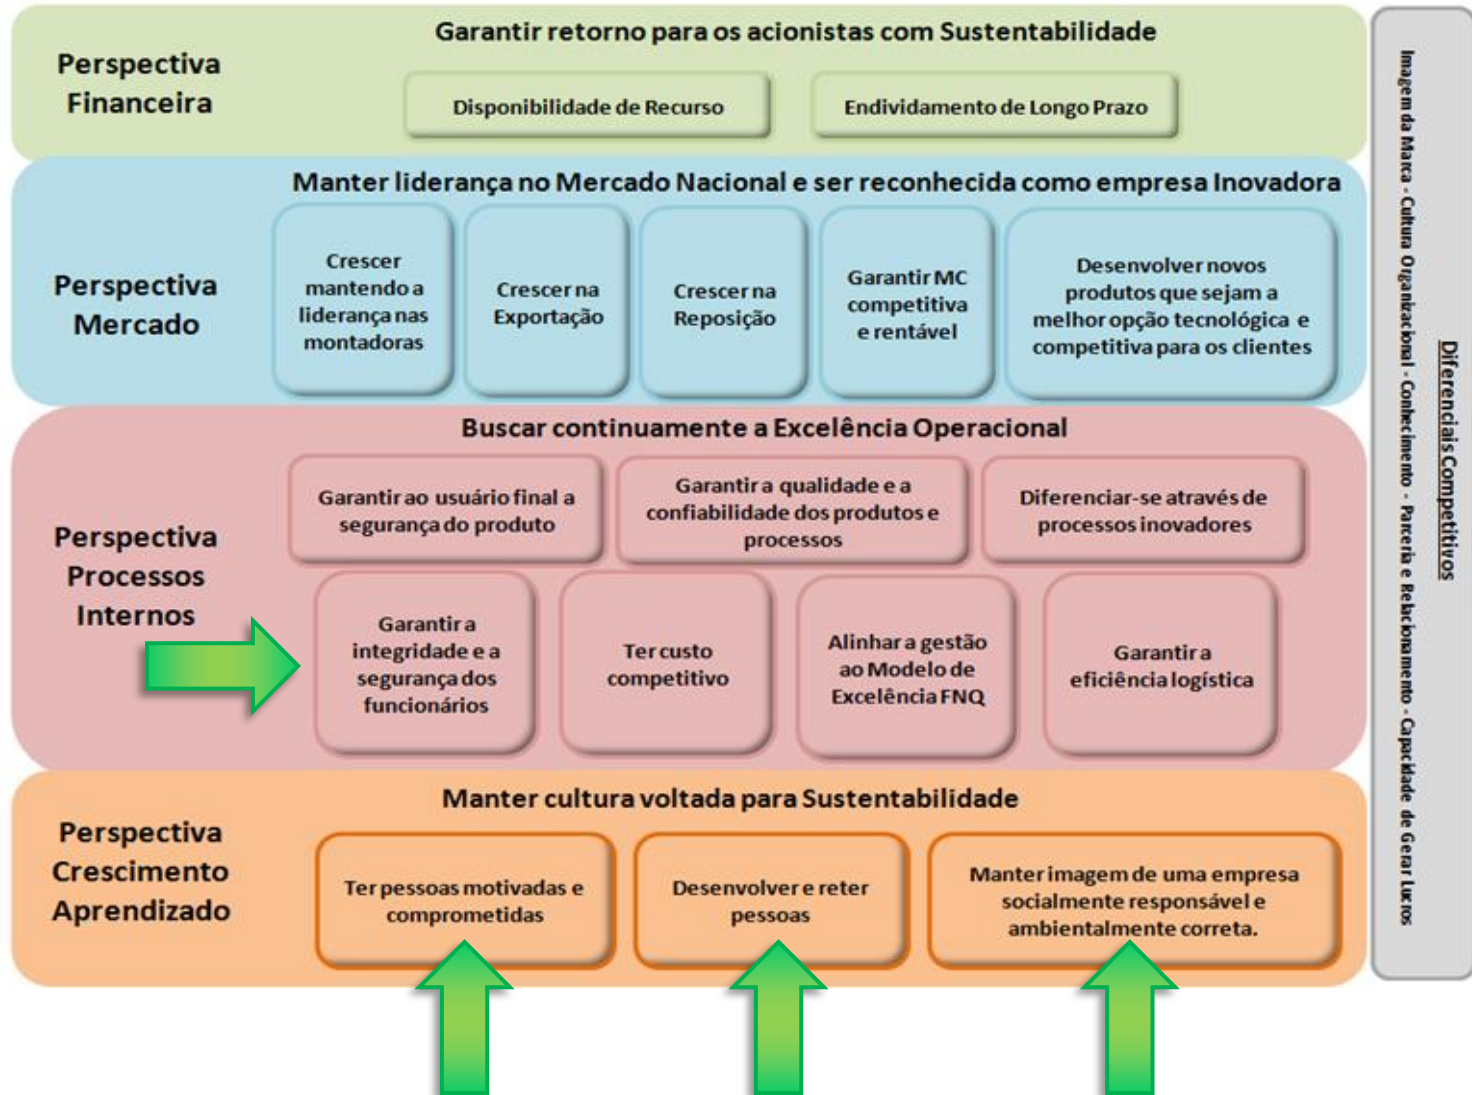 Garantir retorno para os acionistas com Sustentabilidade
Perspectiva
Financeira
Disponibilidade de Recurso
Endividamento de Longo Prazo
Manter liderança no Mercado Nacional e ser reconhecida como empresa Inovadora
Perspectiva
Mercado
Crescer
mantendo a
liderança nas
montadoras
Crescer na
Exportação
Crescer na
Reposição
Garantir MC
competitiva
e rentável
Desenvolver novos
produtos que sejam a
melhor opção tecnológica e
competitiva para os clientes
Buscar continuamente a Excelência Operacional
Perspectiva
Processos
Internos
Garantir ao usuário final a
segurança do produto
Garantir a qualidade e a
confiabilidade dos produtos e
processos
Diferenciar-se através de
processos inovadores
Garantir a
integridade e a
segurança dos
funcionários
Ter custo
competitivo
Alinhar a gestão
ao Modelo de
Excelência FNQ
Garantir a
eficiência logística
Manter cultura voltada para Sustentabilidade
Perspectiva
Crescimento
Aprendizado
Ter pessoas motivadas e
comprometidas
Desenvolver e reter
pessoas
Manter imagem de uma empresa
socialmente responsável e
ambientalmente correta.
Diferenciais Competitivos
Imagem da Marca - Cultura Organizacional - Conhecimento - Parceria e Relacionamento - Capacidade de Gerar Lucros